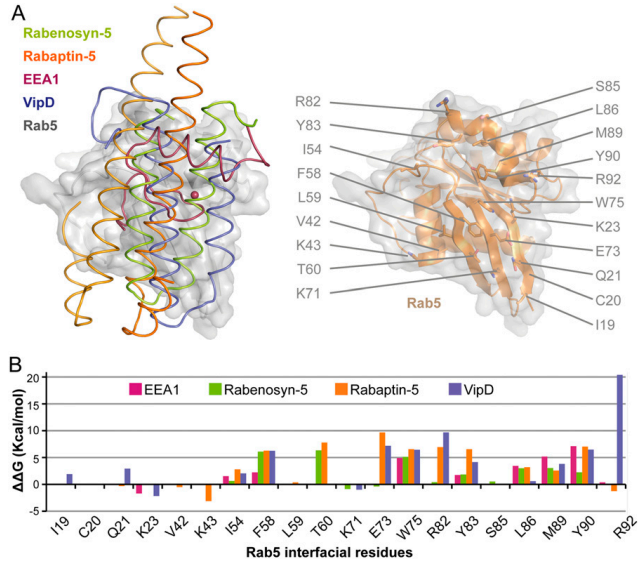 A
Rabenosyn-5
Rabaptin-5
EEA1
VipD
Rab5
R82
Y83
I54
F58
L59
V42
K43
T60
K71
Rab5
S85
L86
M89
Y90
R92
W75
K23
E73
Q21
C20
I19
B
EEA1 Rabenosyn-5 Rabaptin-5 VipD
ΔΔG (Kcal/mol)
20
15
10
5
0
-5
I19 C20 Q21 K23 V42 K43 I54 F58 L59 T60 K71 E73 W75 R82 Y83 S85 L86 M89 Y90 R92
Rab5 interfacial residues